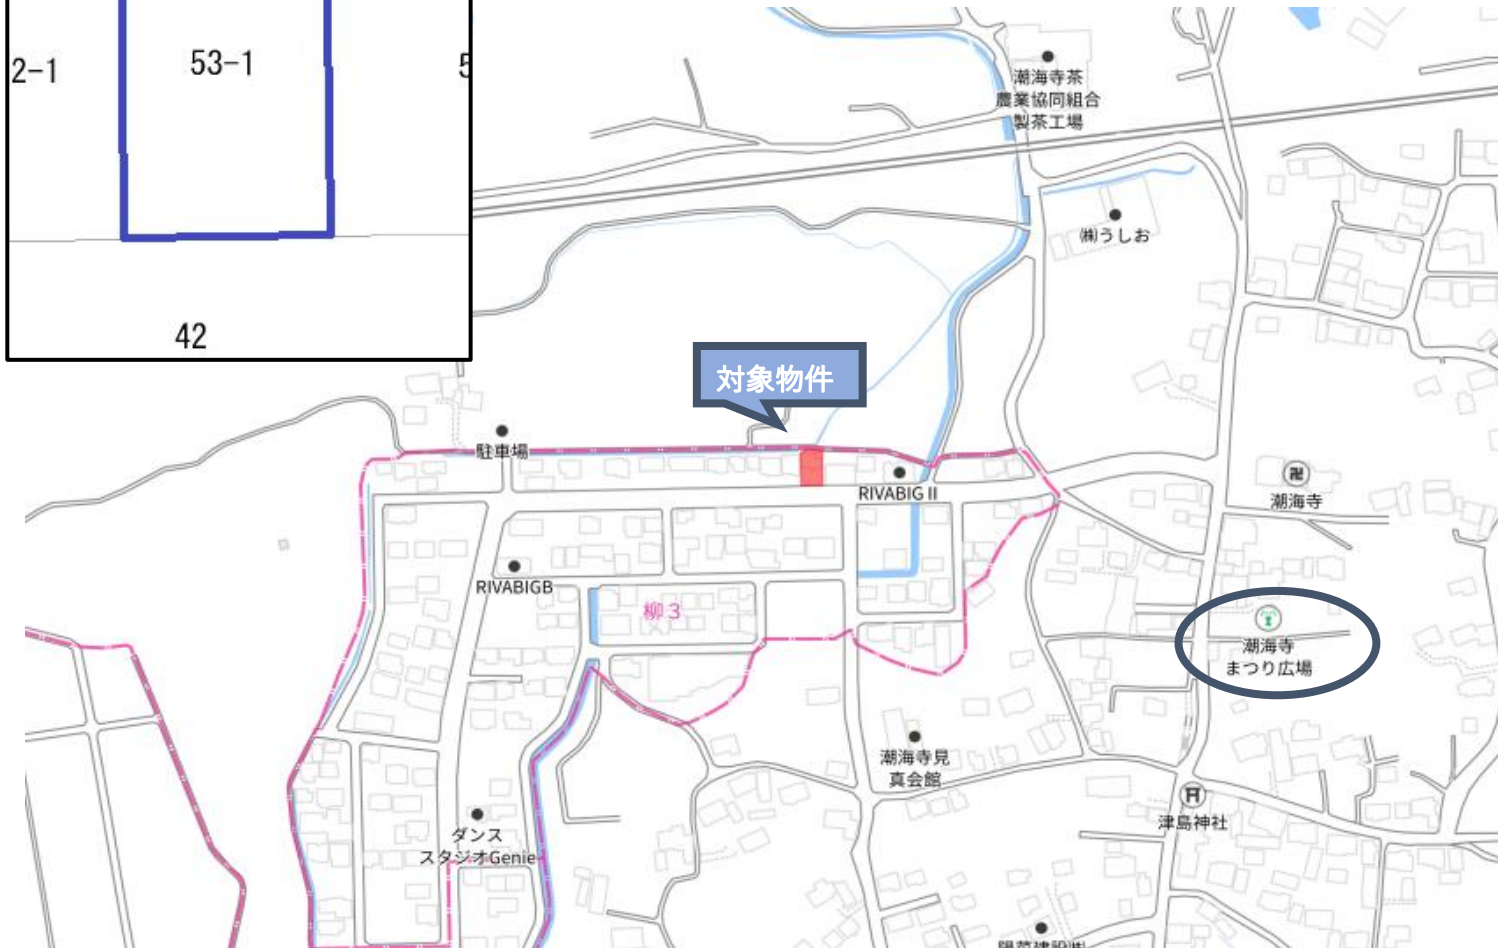 2-1
53-1
42
潮海寺茶
農業協同組合
製茶工場
㈱うしお
対象物件
駐車場
RIVABIGⅡ
潮海寺
RIVABIGB
柳3
潮海寺
まつり広場
潮海寺見
真会館
津島神社
ダンス
スタジオGenie